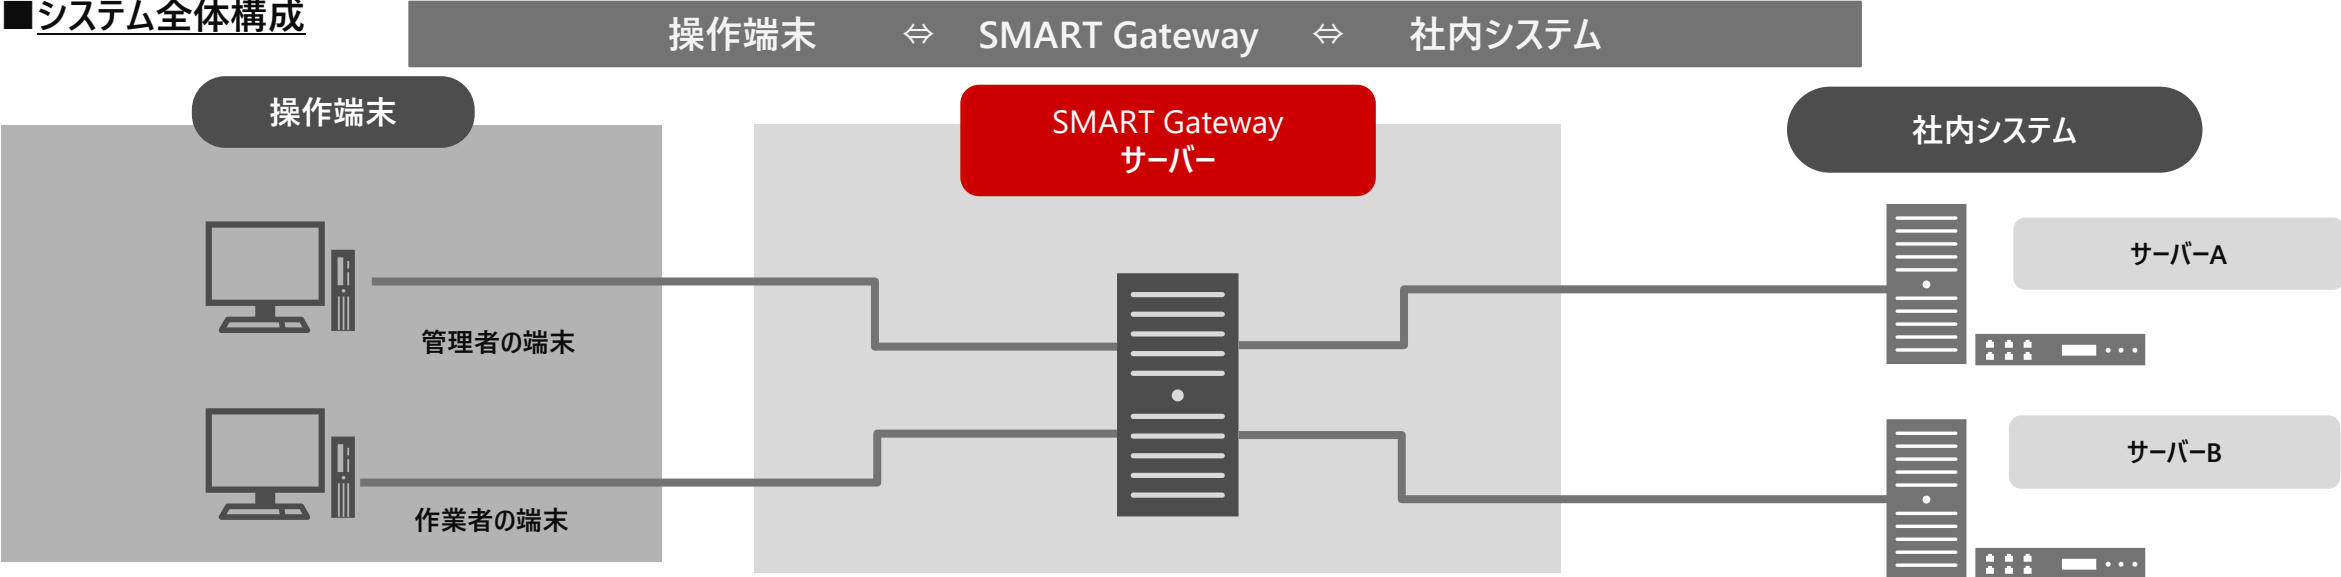 ■システム全体構成
操作端末 ⇔ SMART Gateway ⇔ 社内システム
操作端末
SMART Gateway
サーバー
社内システム
サーバーA
管理者の端末
サーバーB
作業者の端末